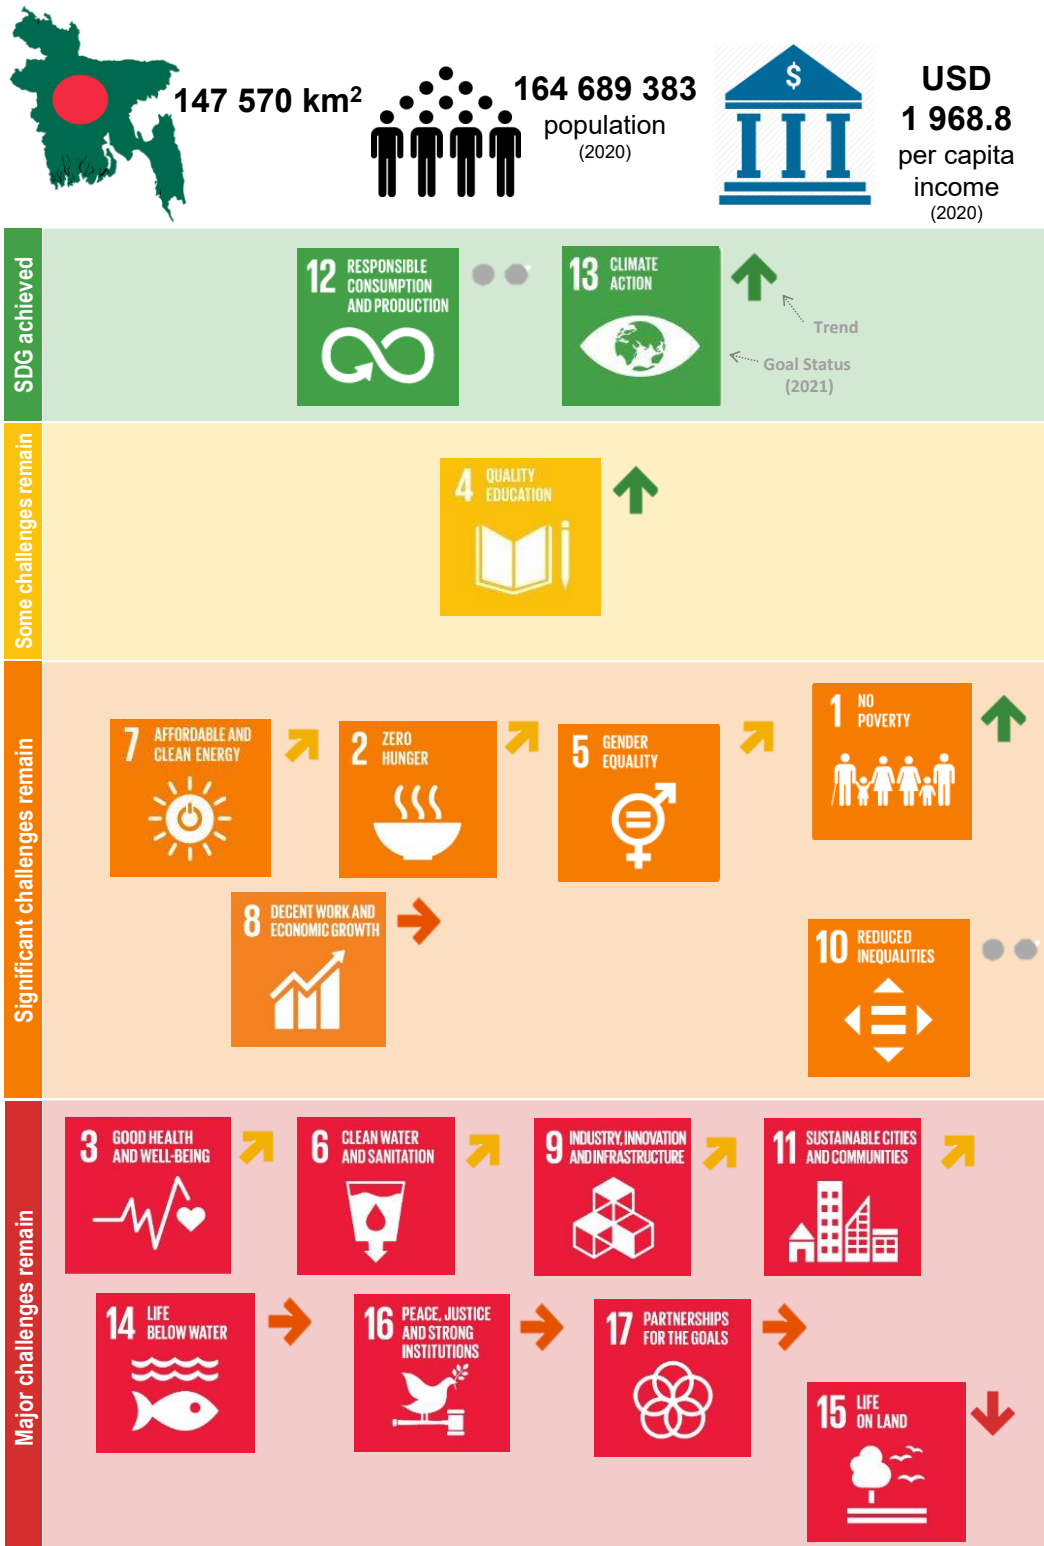 147 570 km²
164 689 383
population
(2020)
$
USD
1 968.8
per capita
income
(2020)
SDG achieved
12 RESPONSIBLE
CONSUMPTION
AND PRODUCTION
13 CLIMATE
ACTION
Trend
Goal Status
(2021)
Some challenges remain
4 QUALITY
EDUCATION
Significant challenges remain
7 AFFORDABLE AND
CLEAN ENERGY
2 ZERO
HUNGER
5 GENDER
EQUALITY
1 NO
POVERTY
8 DECENT WORK AND
ECONOMIC GROWTH
10 REDUCED
INEQUALITIES
Major challenges remain
3 GOOD HEALTH
AND WELL-BEING
6 CLEAN WATER
AND SANITATION
9 INDUSTRY, INNOVATION
AND INFRASTRUCTURE
11 SUSTAINABLE CITIES
AND COMMUNITIES
14 LIFE
BELOW WATER
16 PEACE, JUSTICE
AND STRONG
INSTITUTIONS
17 PARTNERSHIPS
FOR THE GOALS
15 LIFE
ON LAND